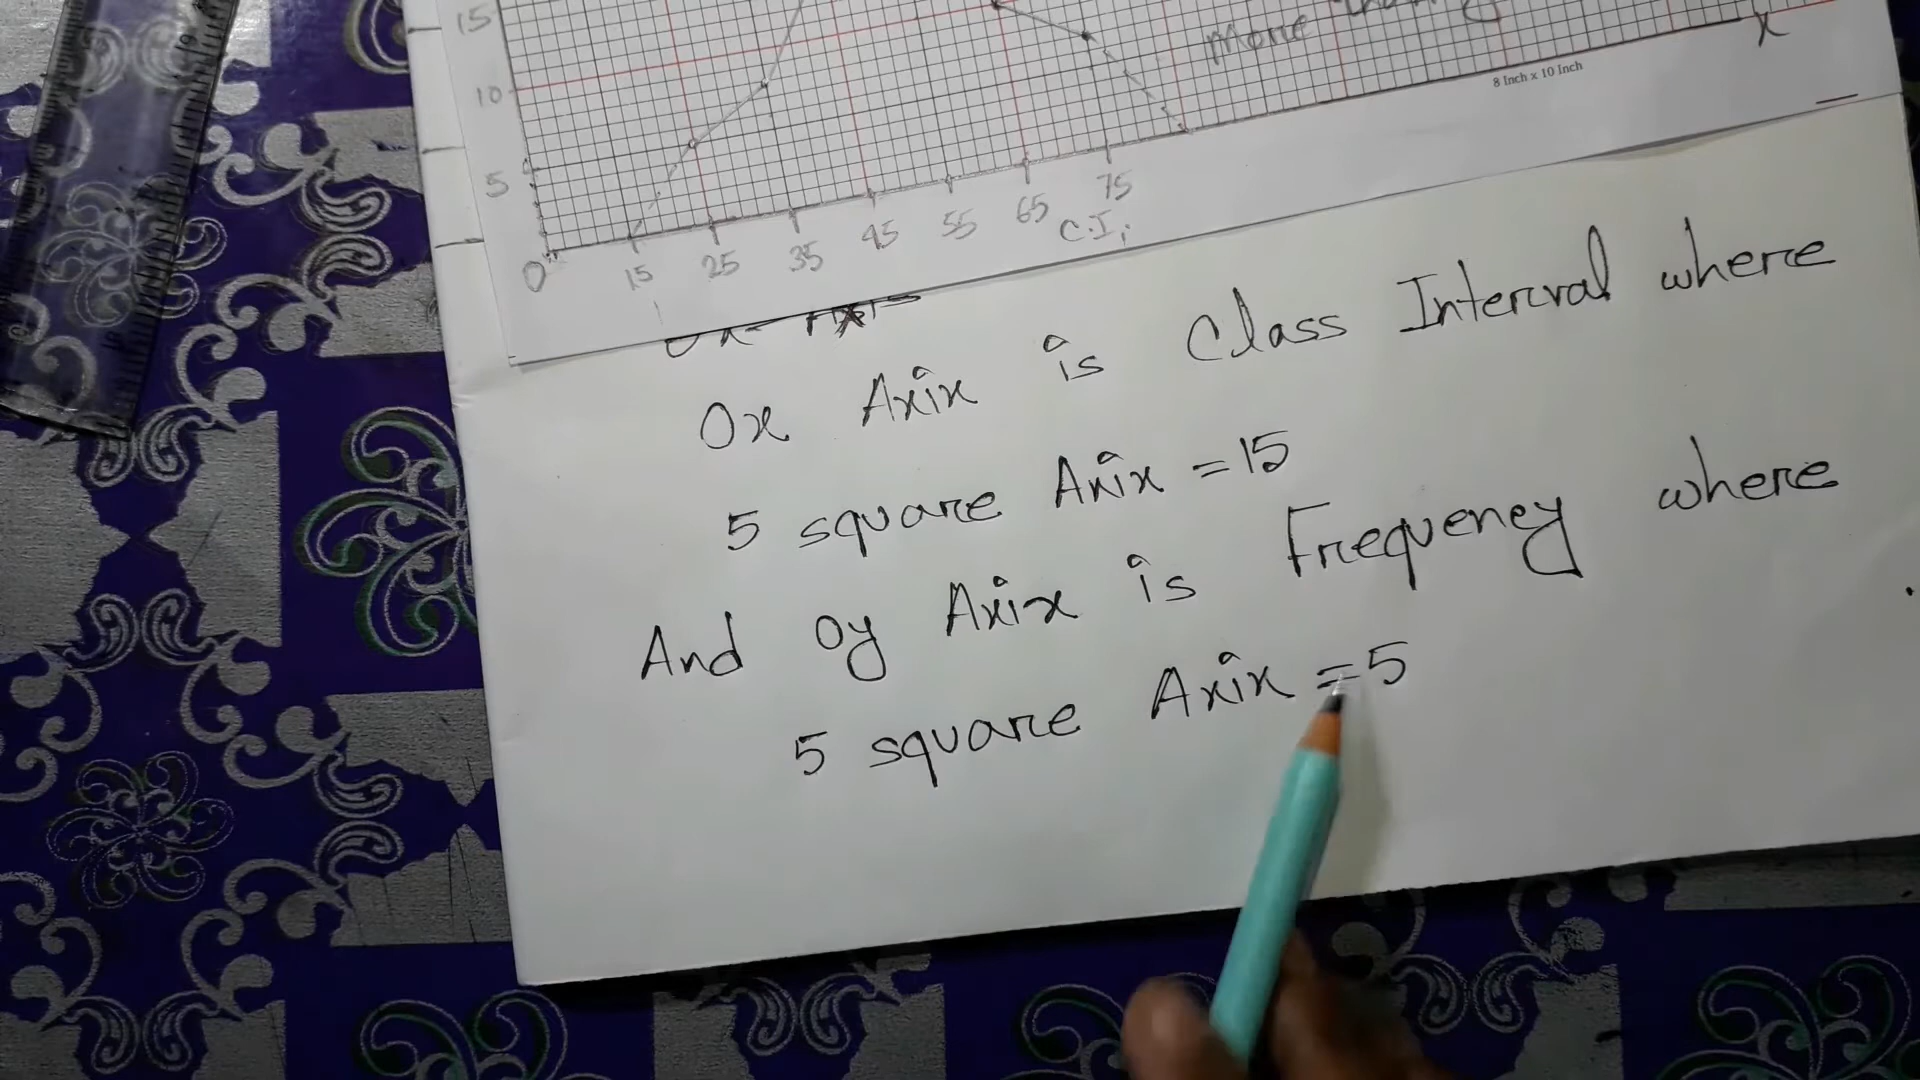 15
More than
x
10
8 Inch x 10 Inch
5
0 15 25 35 45 55 65 75
C.I.
Ox Axix is Class Interval where
5 square Axix = 15
And oy Axix is Frequency where
5 square Axix = 5